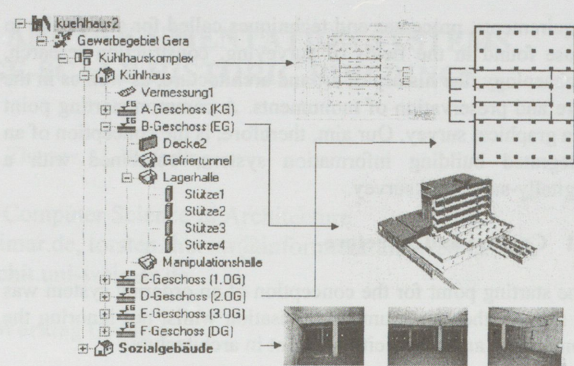 kuehlhaus2
Gewerbegebiet Gera
Kühlhauskomplex
Kühlhaus
Vermessung1
A-Geschoss (KG)
B-Geschoss (EG)
Decke2
Gefriertunnel
Lagerhalle
Stütze1
Stütze2
Stütze3
Stütze4
Manipulationshalle
C-Geschoss (1.OG)
D-Geschoss (2.OG)
E-Geschoss (3.OG)
F-Geschoss (DG)
Sozialgebäude